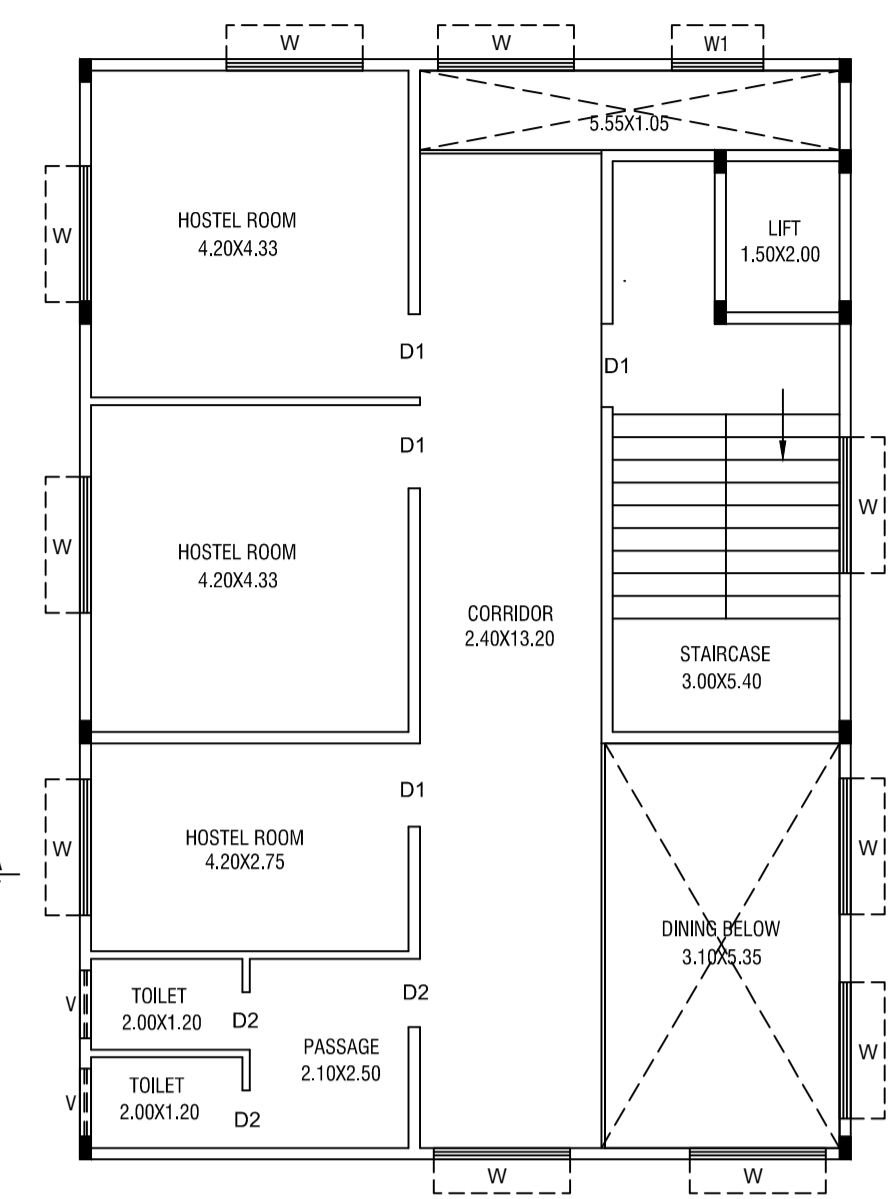 W
W
W1
5.55X1.05
HOSTEL ROOM
4.20X4.33
W
LIFT
1.50X2.00
D1
D1
D1
HOSTEL ROOM
4.20X4.33
W
W
CORRIDOR
2.40X13.20
STAIRCASE
3.00X5.40
D1
HOSTEL ROOM
4.20X2.75
W
W
DINING BELOW
3.10X5.35
TOILET
2.00X1.20
V
D2
D2
PASSAGE
2.10X2.50
W
TOILET
2.00X1.20
V
D2
W
W